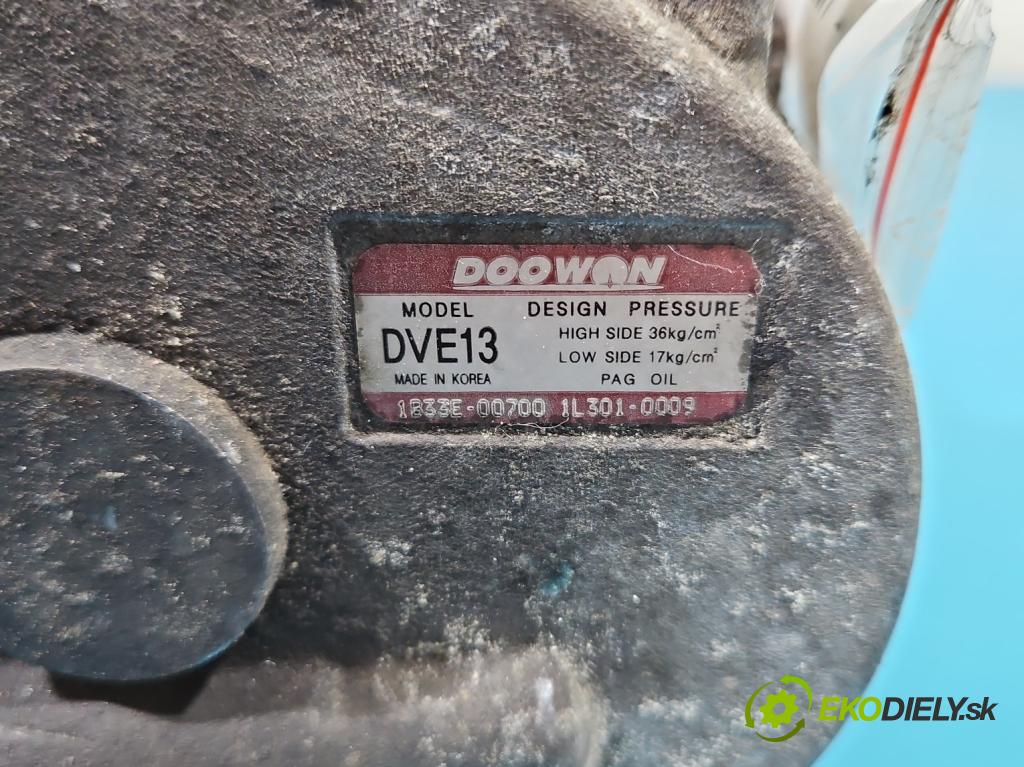 DOOWON
MODEL DESIGN PRESSURE
DVE13 HIGH SIDE 36kg/cm²
LOW SIDE 17kg/cm²
MADE IN KOREA PAG OIL
1B33E-00700 1L301-0009
EKODIELY.sk